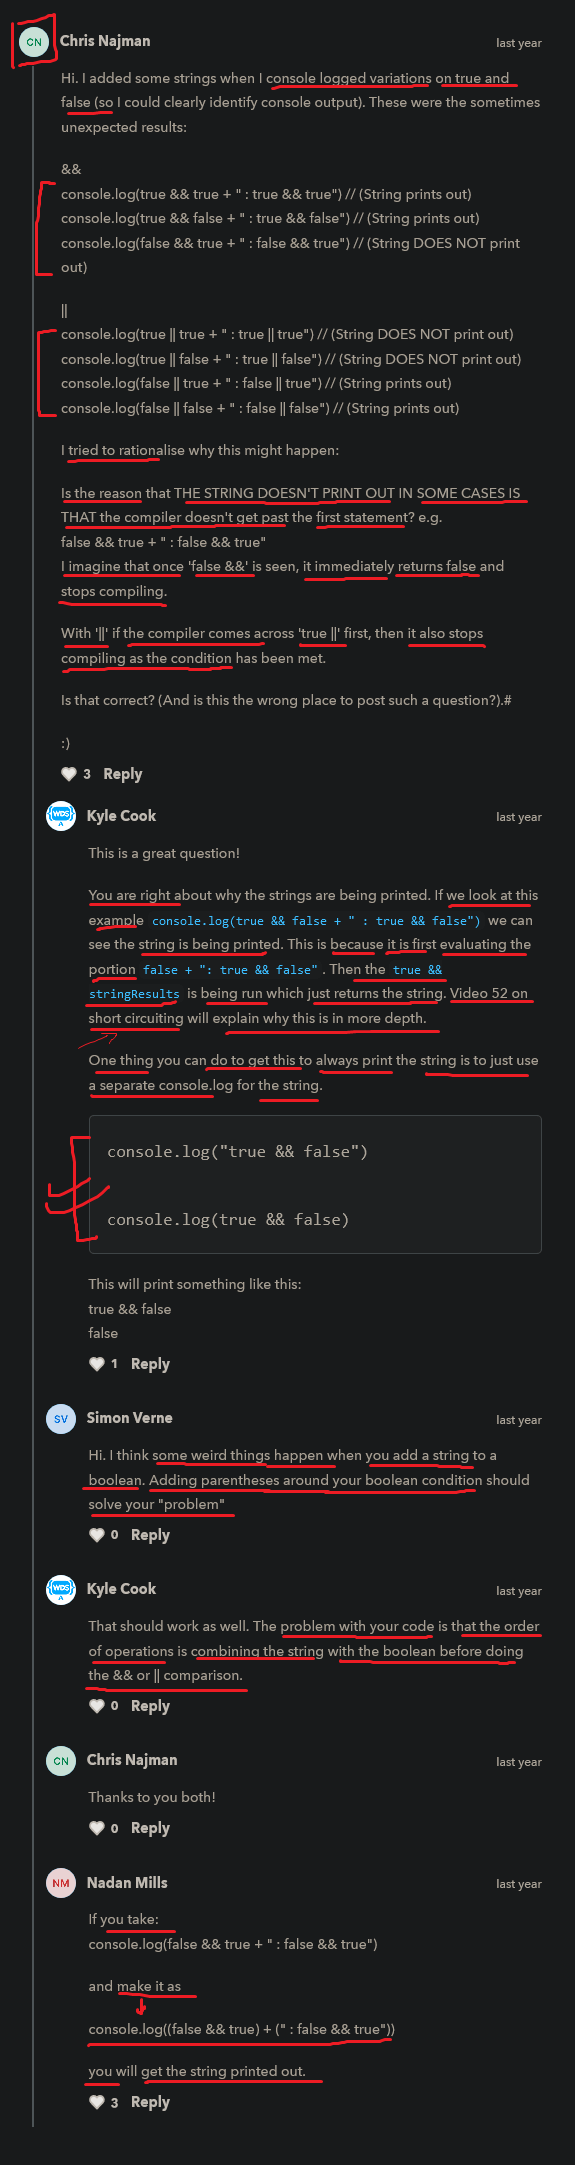 CN Chris Najman last year
Hi. I added some strings when I console logged variations on true and
false (so I could clearly identify console output). These were the sometimes
unexpected results:
&&
console.log(true && true + " : true && true") // (String prints out)
console.log(true && false + " : true && false") // (String prints out)
console.log(false && true + " : false && true") // (String DOES NOT print
out)
||
console.log(true || true + " : true || true") // (String DOES NOT print out)
console.log(true || false + " : true || false") // (String DOES NOT print out)
console.log(false || true + " : false || true") // (String prints out)
console.log(false || false + " : false || false") // (String prints out)
I tried to rationalise why this might happen:
Is the reason that THE STRING DOESN'T PRINT OUT IN SOME CASES IS
THAT the compiler doesn't get past the first statement? e.g.
false && true + " : false && true"
I imagine that once 'false &&' is seen, it immediately returns false and
stops compiling.
With '||' if the compiler comes across 'true ||' first, then it also stops
compiling as the condition has been met.
Is that correct? (And is this the wrong place to post such a question?).#
:)
3 Reply
WDS Kyle Cook last year
This is a great question!
You are right about why the strings are being printed. If we look at this
example console.log(true && false + " : true && false") we can
see the string is being printed. This is because it is first evaluating the
portion false + ": true && false" . Then the true &&
stringResults is being run which just returns the string. Video 52 on
short circuiting will explain why this is in more depth.
One thing you can do to get this to always print the string is to just use
a separate console.log for the string.
console.log("true && false")
console.log(true && false)
This will print something like this:
true && false
false
1 Reply
SV Simon Verne last year
Hi. I think some weird things happen when you add a string to a
boolean. Adding parentheses around your boolean condition should
solve your "problem"
0 Reply
WDS Kyle Cook last year
That should work as well. The problem with your code is that the order
of operations is combining the string with the boolean before doing
the && or || comparison.
0 Reply
CN Chris Najman last year
Thanks to you both!
0 Reply
NM Nadan Mills last year
If you take:
console.log(false && true + " : false && true")
and make it as
console.log((false && true) + (" : false && true"))
you will get the string printed out.
3 Reply